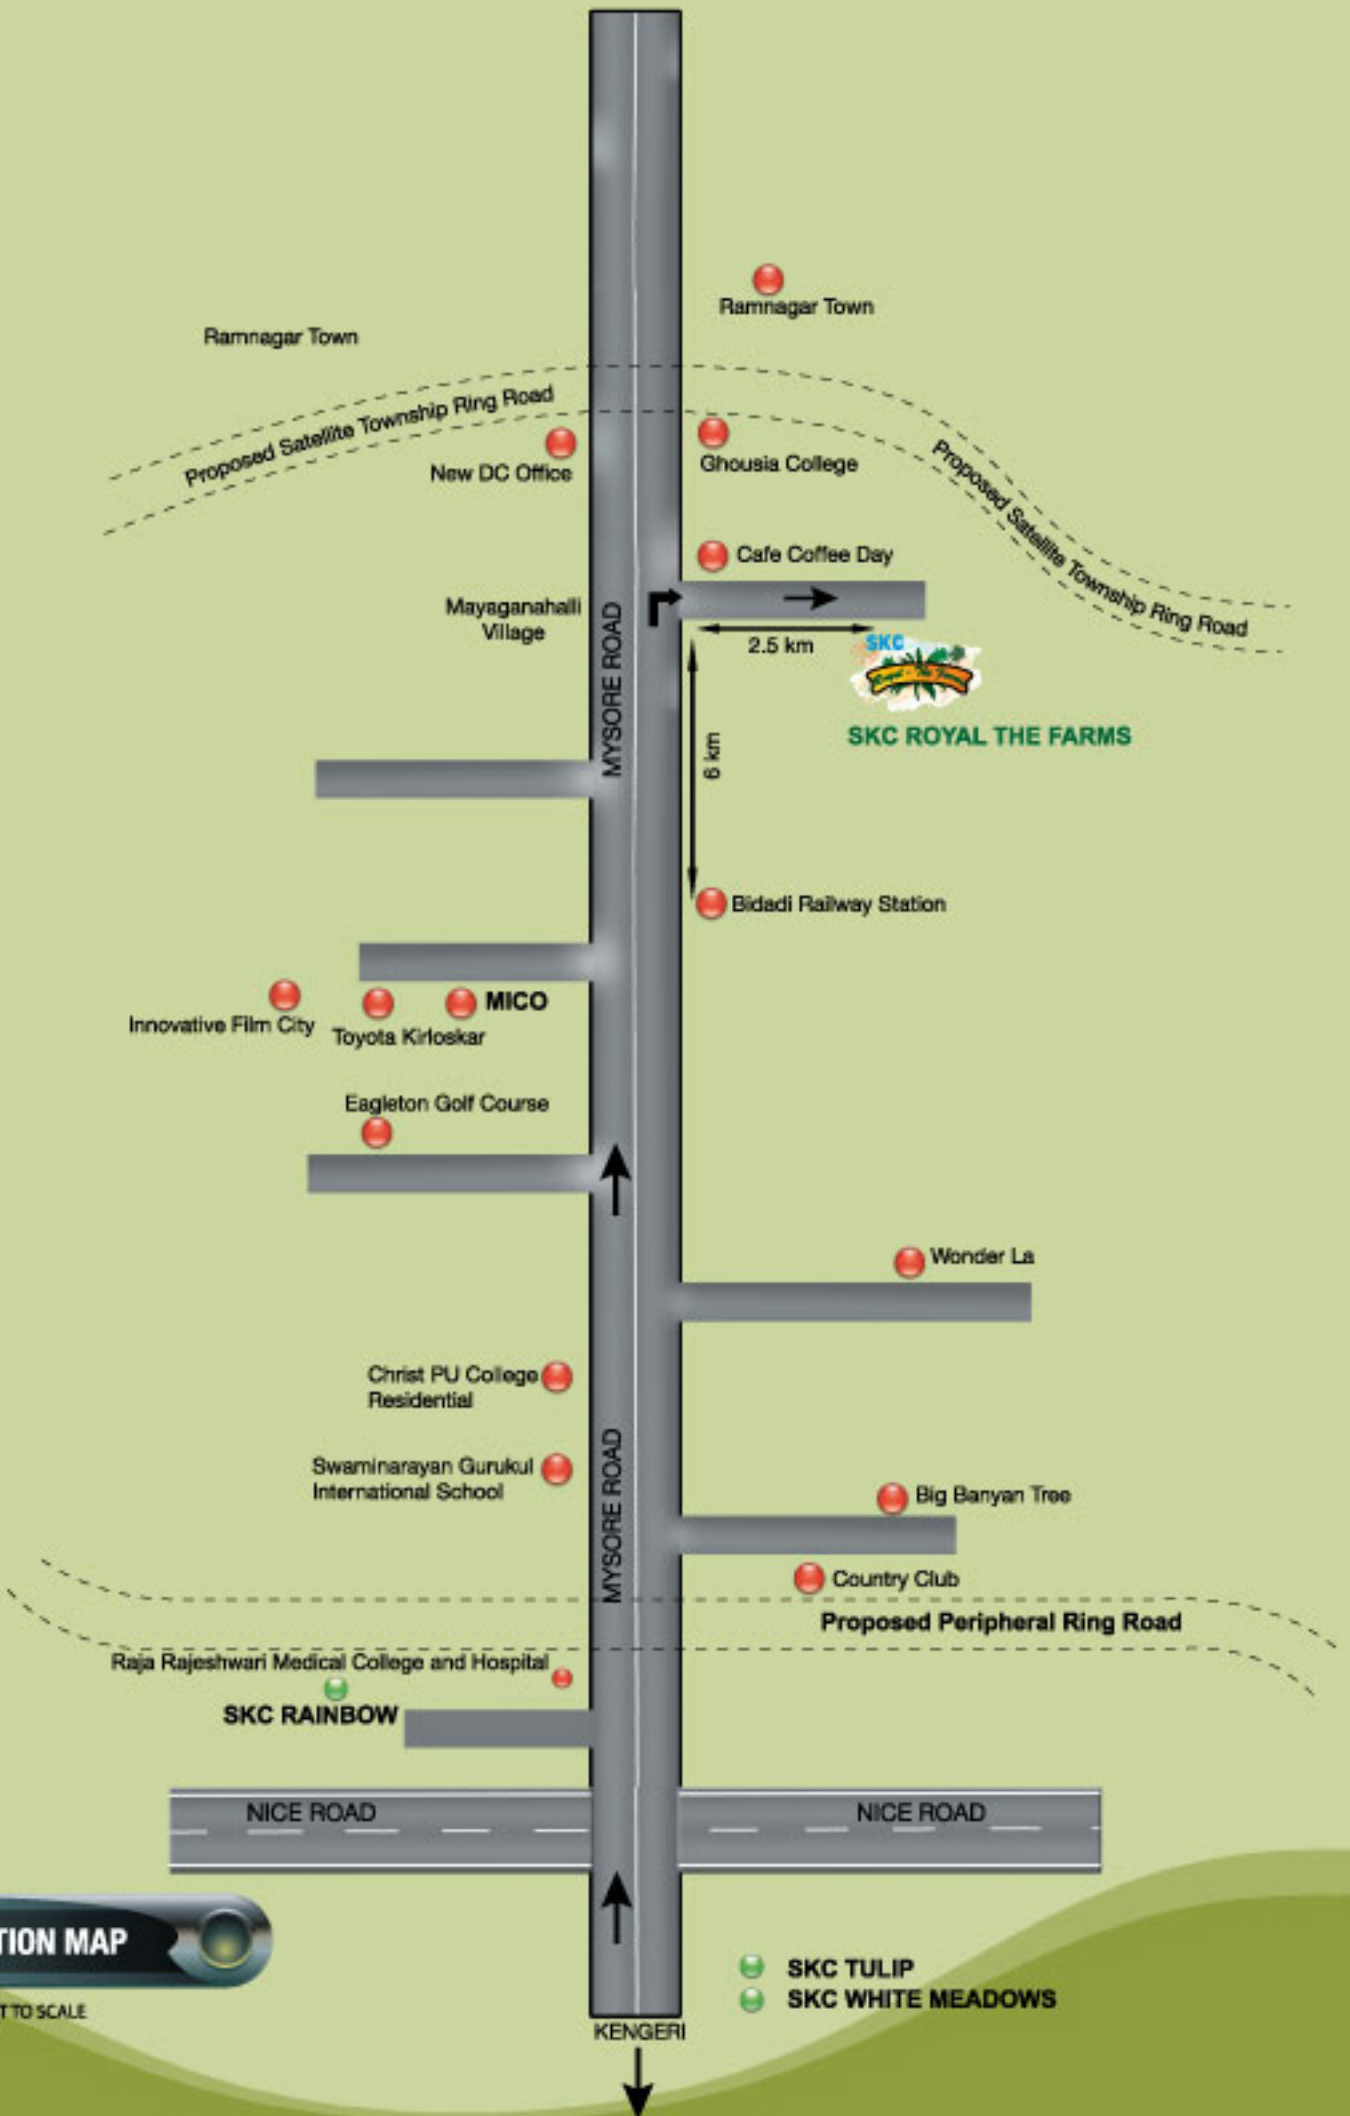 Ramnagar Town
Ramnagar Town
Proposed Satellite Township Ring Road
New DC Office
Ghousia College
Proposed Satellite Township Ring Road
Cafe Coffee Day
Mayaganahalli
Village
MYSORE ROAD
2.5 km
SKC
Royal - The Farms
SKC ROYAL THE FARMS
6 km
Bidadi Railway Station
MICO
Innovative Film City
Toyota Kirloskar
Eagleton Golf Course
Wonder La
Christ PU College
Residential
Swaminarayan Gurukul
International School
MYSORE ROAD
Big Banyan Tree
Country Club
Proposed Peripheral Ring Road
Raja Rajeshwari Medical College and Hospital
SKC RAINBOW
NICE ROAD
NICE ROAD
TION MAP
T TO SCALE
SKC TULIP
SKC WHITE MEADOWS
KENGERI